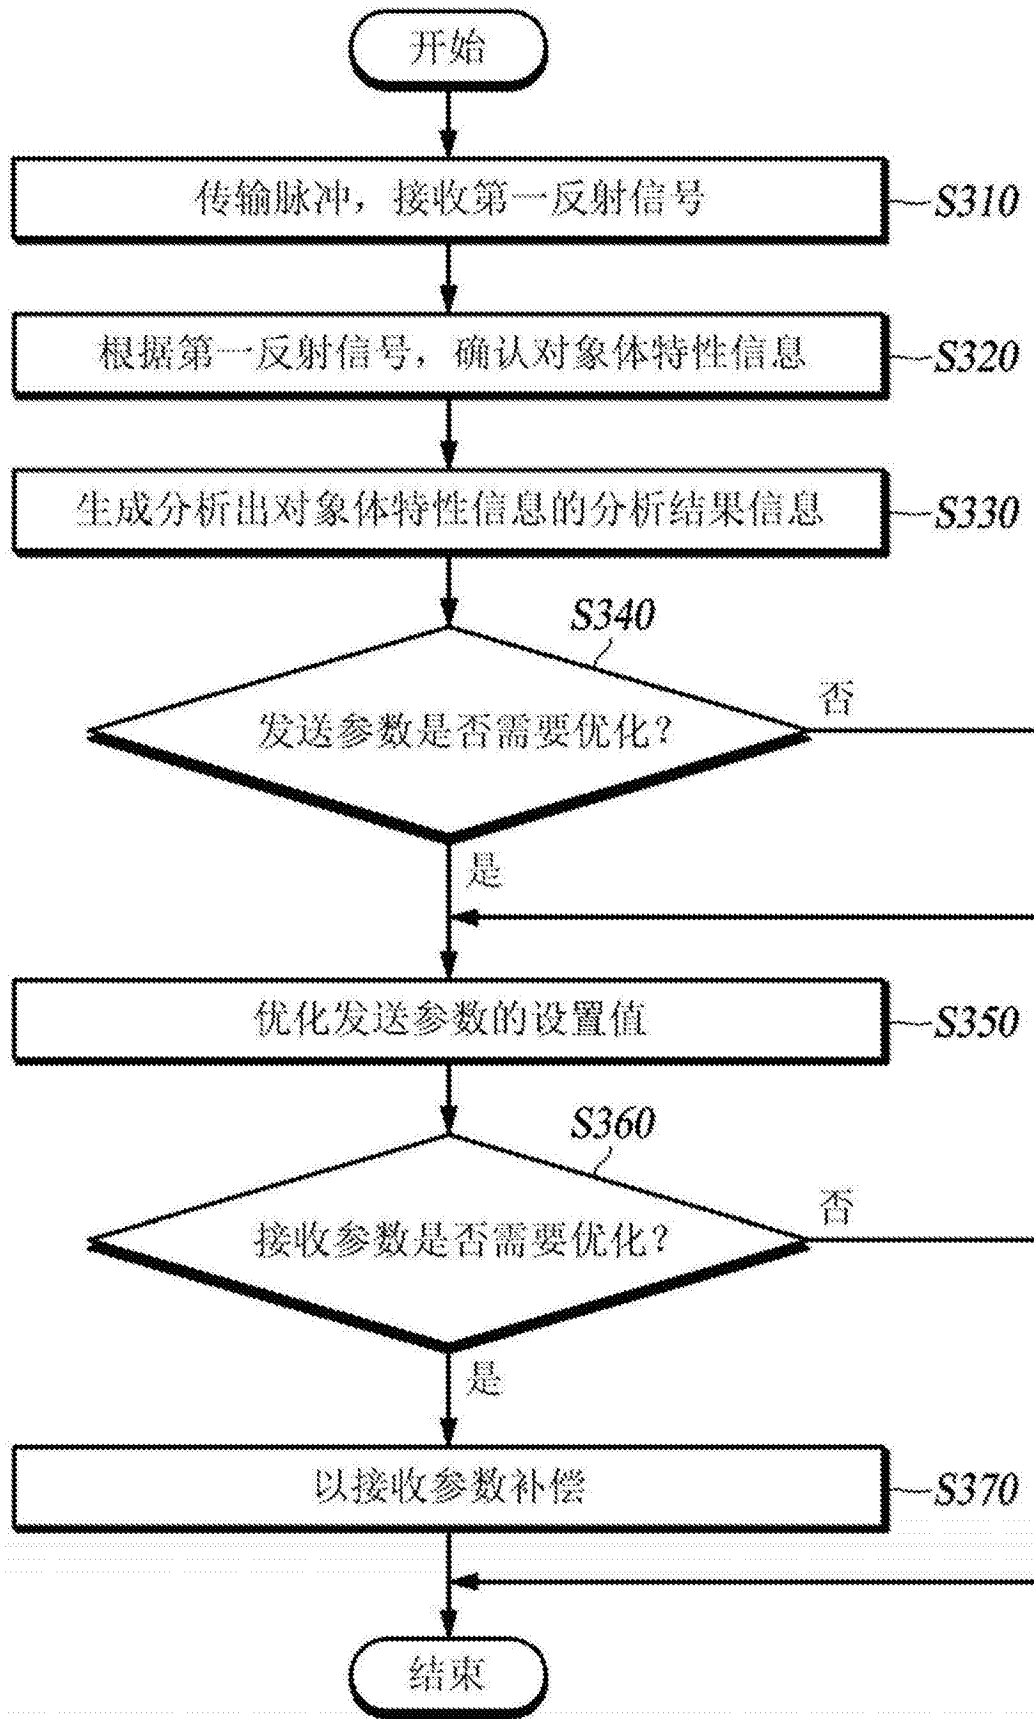 开始
传输脉冲，接收第一反射信号
S310
根据第一反射信号，确认对象体特性信息
S320
生成分析出对象体特性信息的分析结果信息
S330
S340
发送参数是否需要优化？
否
是
优化发送参数的设置值
S350
S360
接收参数是否需要优化？
否
是
以接收参数补偿
S370
结束